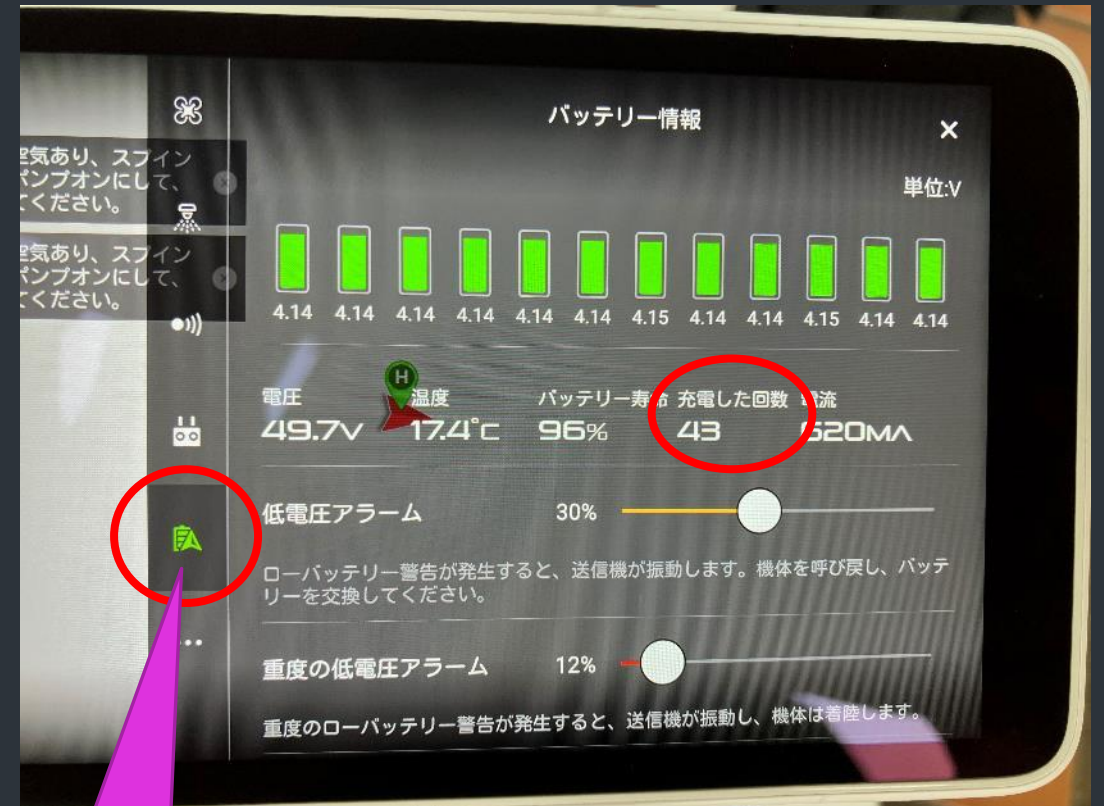 バッテリー情報
×
単位:V
空気あり、スプイン
ポンプオンにして、
てください。
空気あり、スプイン
ポンプオンにして、
てください。
4.14 4.14 4.14 4.14 4.14 4.14 4.15 4.14 4.14 4.15 4.14 4.14
H
電圧 温度 バッテリー寿命 充電した回数 電流
49.7V 17.4°C 96% 43 620MA
低電圧アラーム 30%
ローバッテリー警告が発生すると、送信機が振動します。機体を呼び戻し、バッテ
リーを交換してください。
重度の低電圧アラーム 12%
重度のローバッテリー警告が発生すると、送信機が振動し、機体は着陸します。